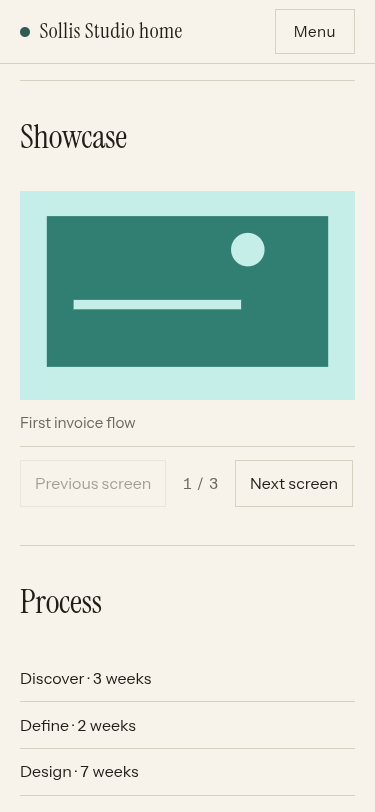 Sollis Studio home
Menu
Showcase
First invoice flow
Previous screen
1 / 3
Next screen
Process
Discover · 3 weeks
Define · 2 weeks
Design · 7 weeks